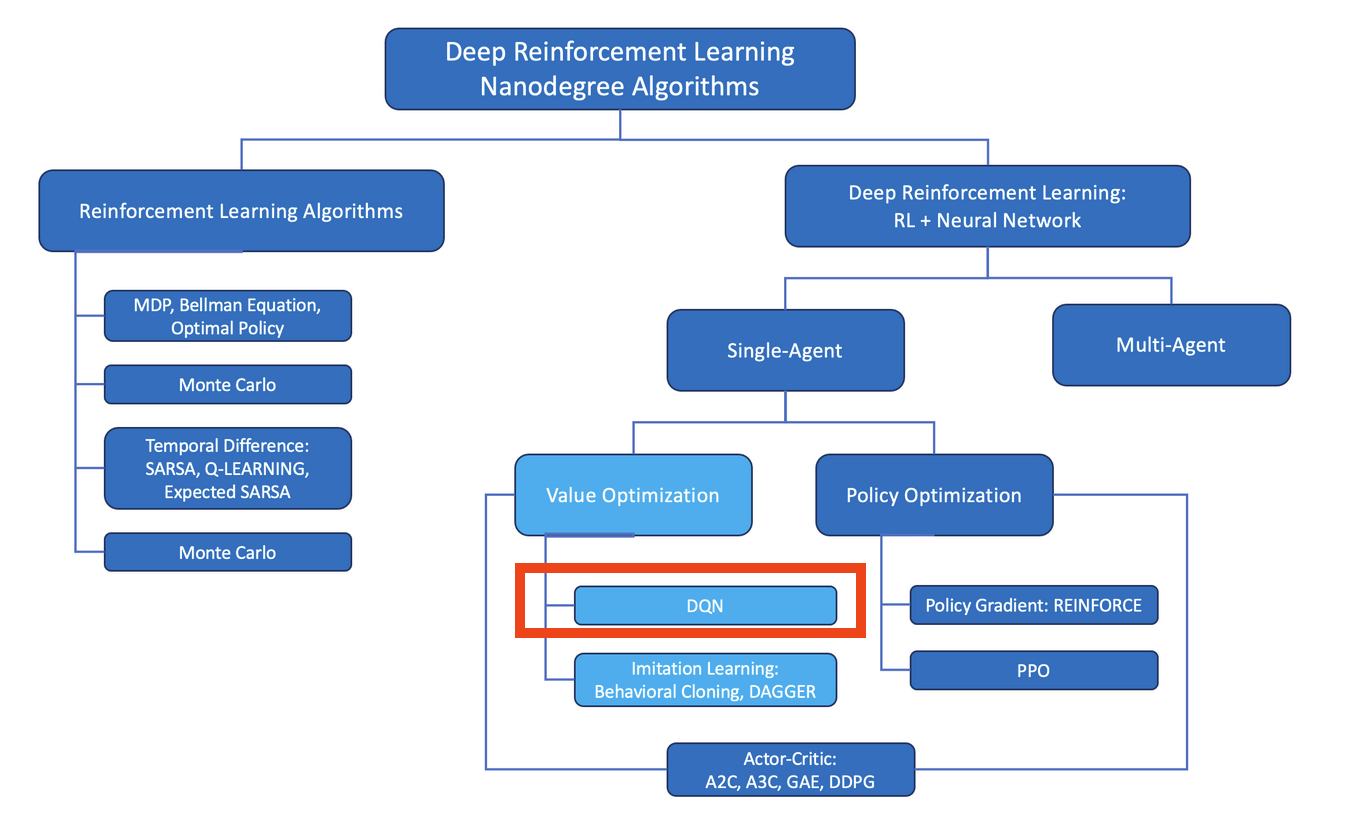 Deep Reinforcement Learning
Nanodegree Algorithms
Reinforcement Learning Algorithms
MDP, Bellman Equation,
Optimal Policy
Monte Carlo
Temporal Difference:
SARSA, Q-LEARNING,
Expected SARSA
Monte Carlo
Deep Reinforcement Learning:
RL + Neural Network
Single-Agent
Multi-Agent
Value Optimization
DQN
Imitation Learning:
Behavioral Cloning, DAGGER
Policy Optimization
Policy Gradient: REINFORCE
PPO
Actor-Critic:
A2C, A3C, GAE, DDPG